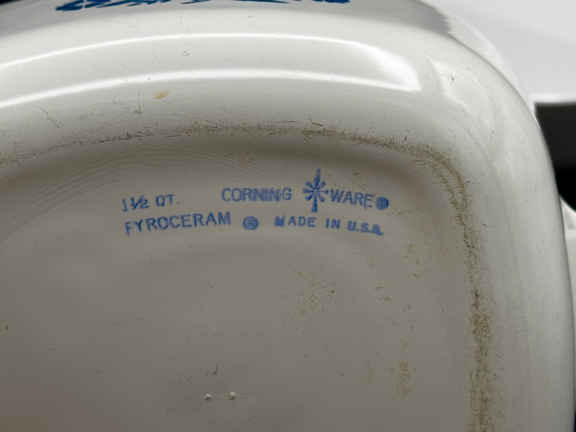 1½ QT. CORNING WARE®
PYROCERAM ® MADE IN U.S.A.